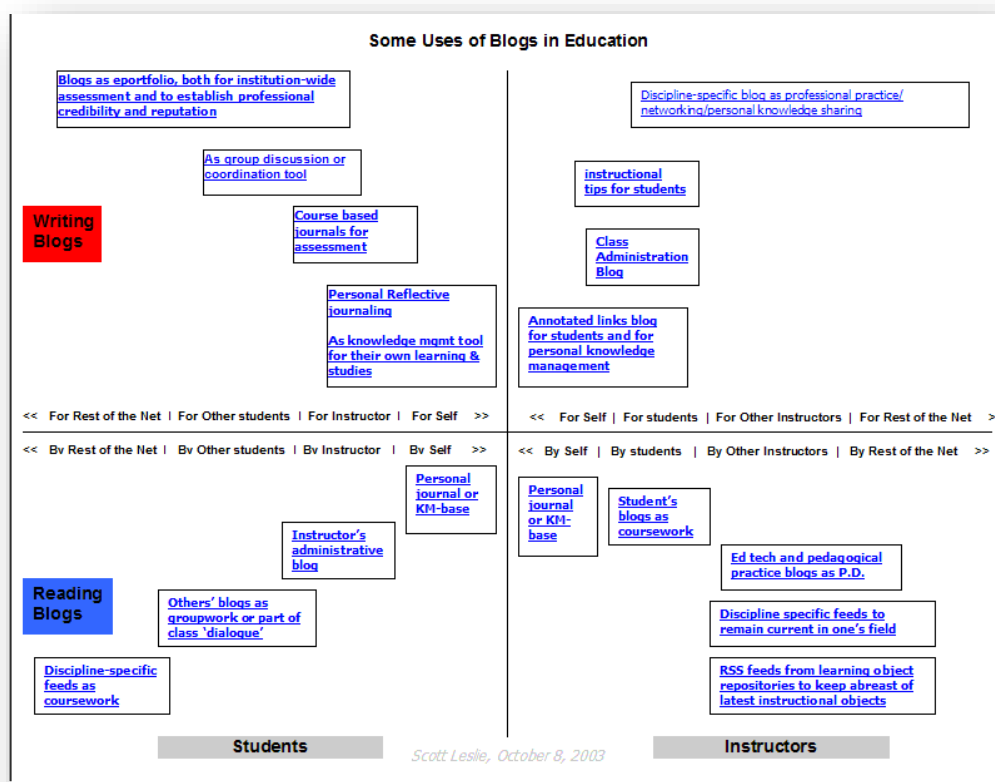 Some Uses of Blogs in Education
Blogs as eportfolio, both for institution-wide
assessment and to establish professional
credibility and reputation
As group discussion or
coordination tool
Course based
journals for
assessment
Personal Reflective
journaling
As knowledge mgmt tool
for their own learning &
studies
Writing
Blogs
Discipline-specific blog as professional practice/
networking/personal knowledge sharing
instructional
tips for students
Class
Administration
Blog
Annotated links blog
for students and for
personal knowledge
management
<< For Rest of the Net | For Other students | For Instructor | For Self >>
<< For Self | For students | For Other Instructors | For Rest of the Net >
<< By Rest of the Net | By Other students | By Instructor | By Self >>
<< By Self | By students | By Other Instructors | By Rest of the Net >>
Personal
journal or
KM-base
Instructor's
administrative
blog
Reading
Blogs
Others' blogs as
groupwork or part of
class 'dialogue'
Discipline-specific
feeds as
coursework
Personal
journal
or KM-
base
Student's
blogs as
coursework
Ed tech and pedagogical
practice blogs as P.D.
Discipline specific feeds to
remain current in one's field
RSS feeds from learning object
repositories to keep abreast of
latest instructional objects
Students
Scott Leslie, October 8, 2003
Instructors